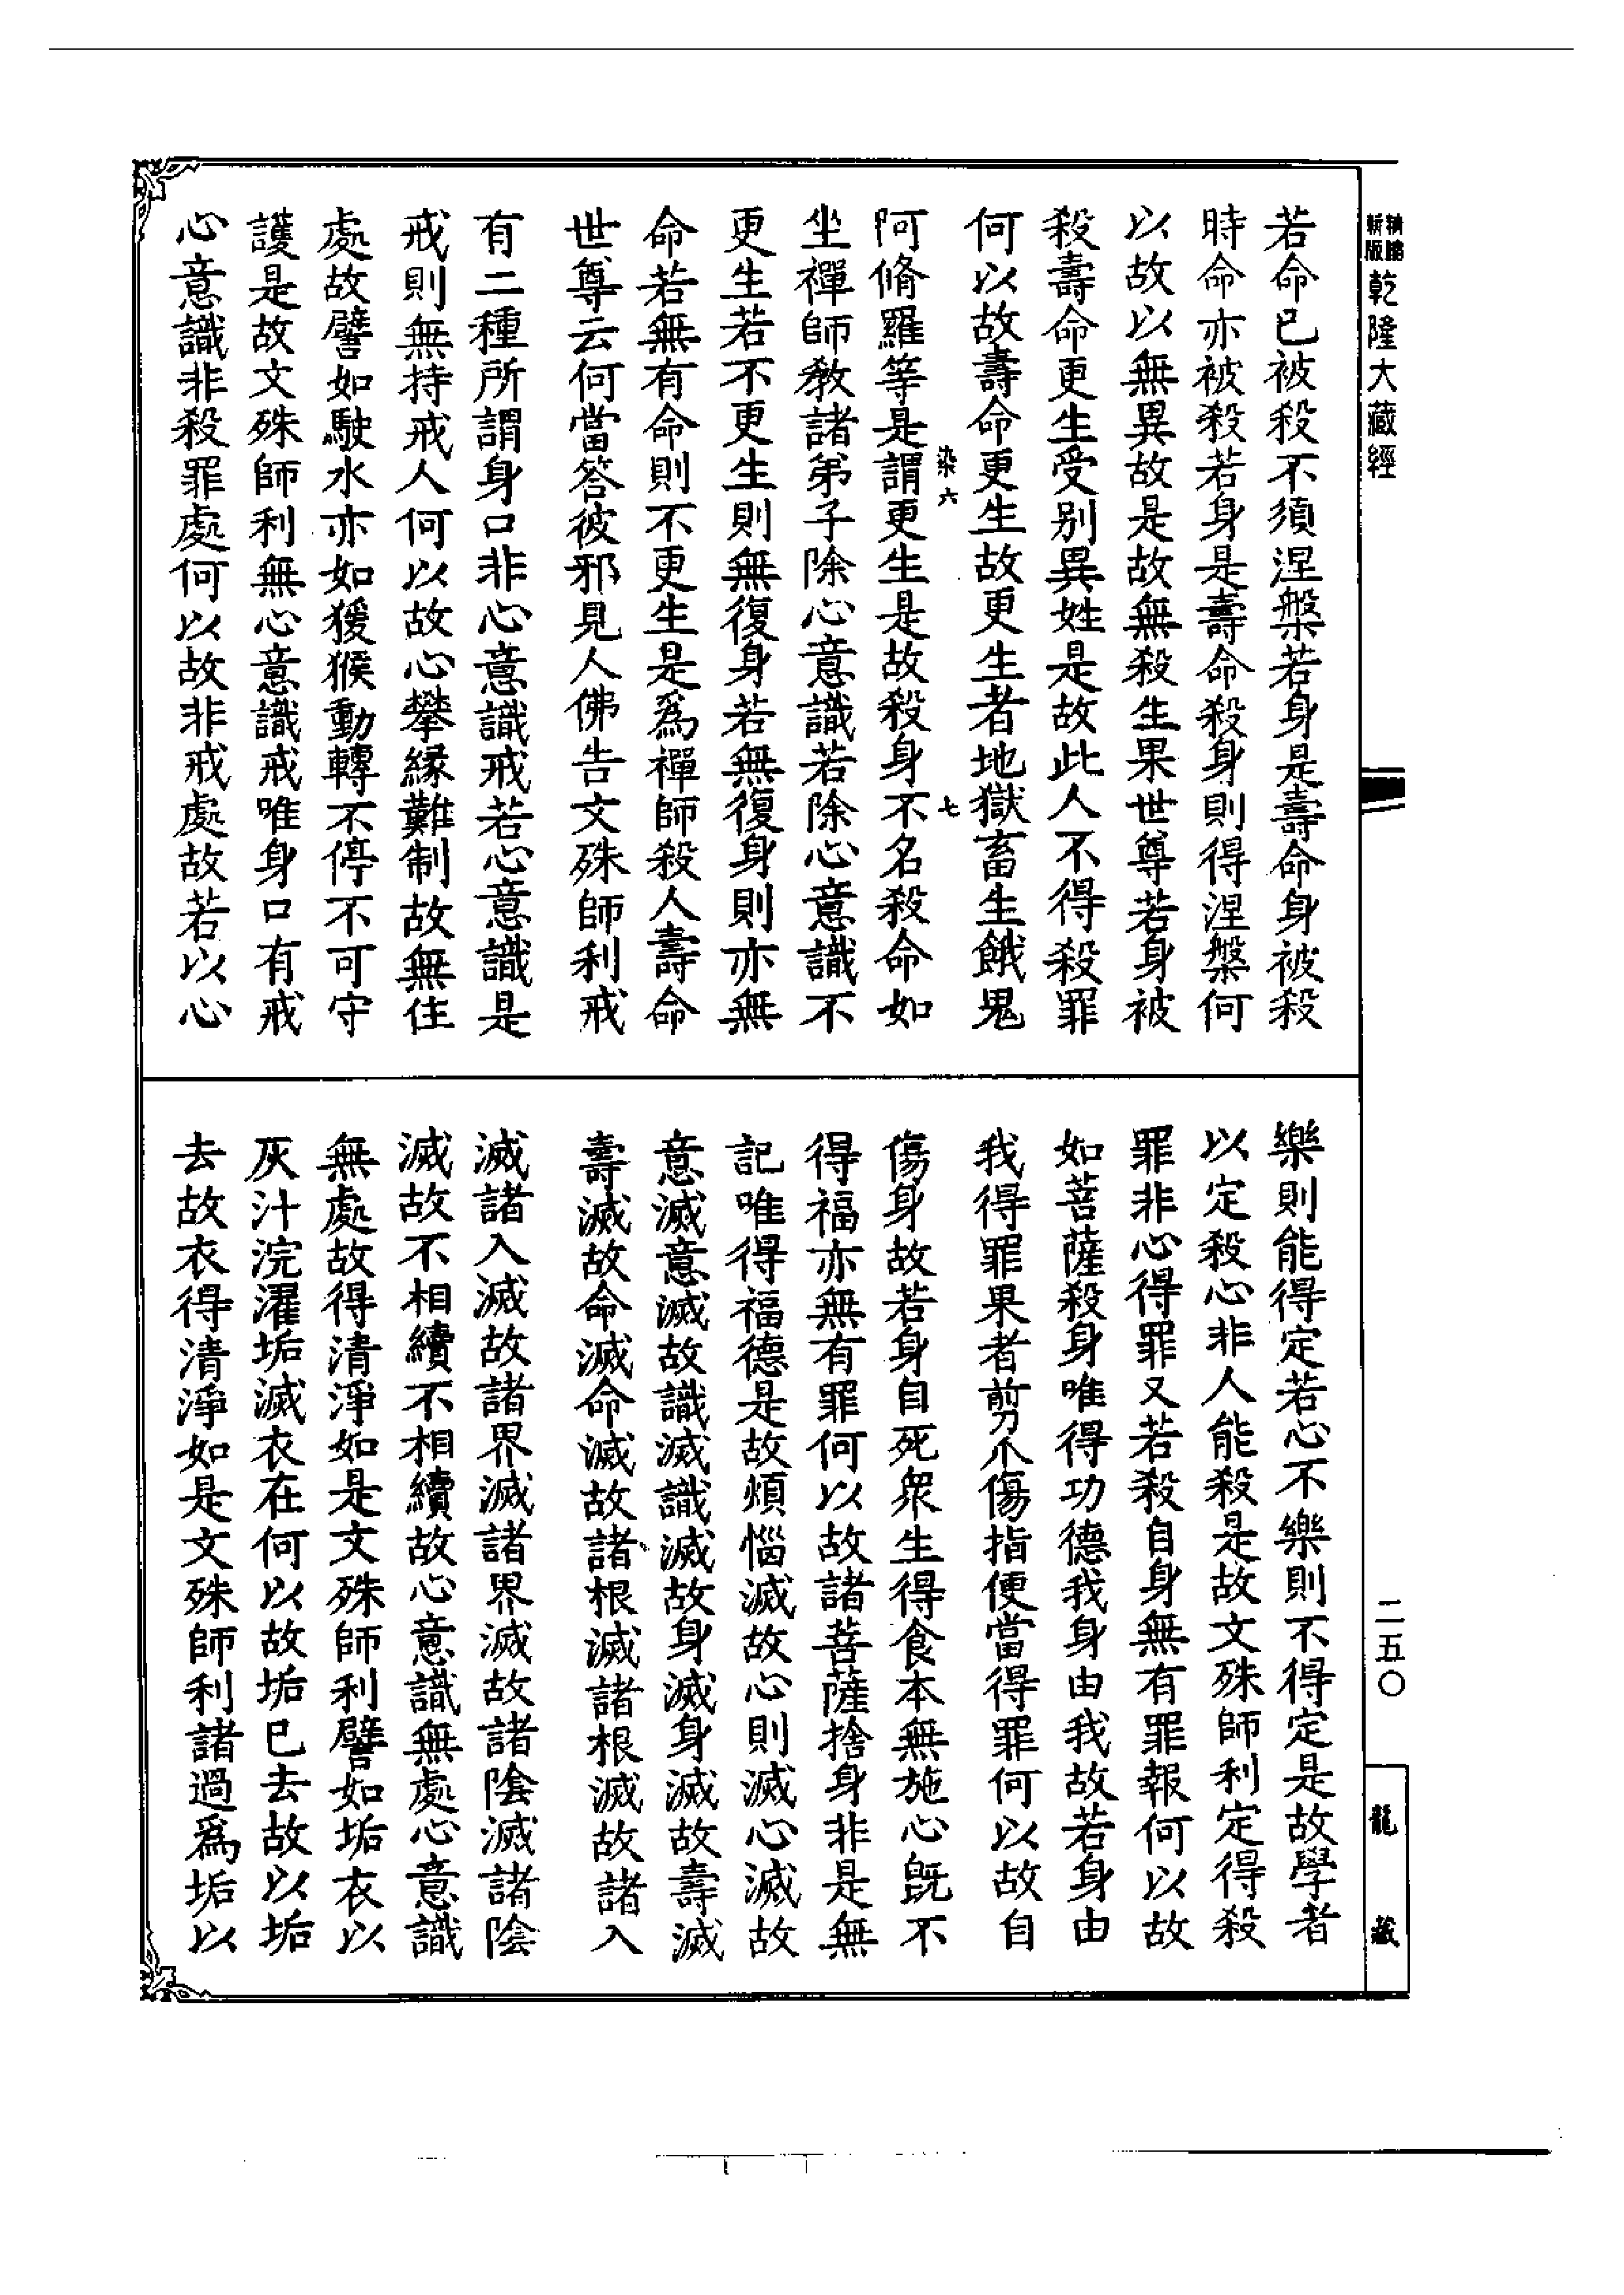 新版
精勝
乾隆大藏經
若命已被殺不須涅槃若身是壽命身被殺
時命亦被殺若身是壽命殺身則得涅槃何
以故以無異故是故無殺生果世尊若身被
殺壽命更生受別異姓是故此人不得殺罪
何以故壽命更生故更生者地獄畜生餓鬼
染六
七
阿脩羅等是謂更生是故殺身不名殺命如
坐禪師教諸弟子除心意識若除心意識不
更生若不更生則無復身若無復身則亦無
命若無有命則不更生是爲禪師殺人壽命
世尊云何當答彼邪見人佛告文殊師利戒
有二種所謂身口非心意識戒若心意識是
戒則無持戒人何以故心攀緣難制故無住
處故譬如駛水亦如猨猴動轉不停不可守
護是故文殊師利無心意識戒唯身口有戒
心意識非殺罪處何以故非戒處故若以心
樂則能得定若心不樂則不得定是故學者
以定殺心非人能殺是故文殊師利定得殺
罪非心得罪又若殺自身無有罪報何以故
如菩薩殺身唯得功德我身由我故若身由
我得罪果者剪爪傷指便當得罪何以故自
傷身故若身自死衆生得食本無施心旣不
得福亦無有罪何以故諸菩薩捨身非是無
記唯得福德是故煩惱滅故心則滅心滅故
意滅意滅故識滅識滅故身滅身滅故壽滅
壽滅故命滅命滅故諸根滅諸根滅故諸入
滅諸入滅故諸界滅諸界滅故諸陰滅諸陰
滅故不相續不相續故心意識無處心意識
無處故得清淨如是文殊師利譬如垢衣以
灰汁浣濯垢滅衣在何以故垢已去故以垢
去故衣得清淨如是文殊師利諸過爲垢以
二五〇
龍藏